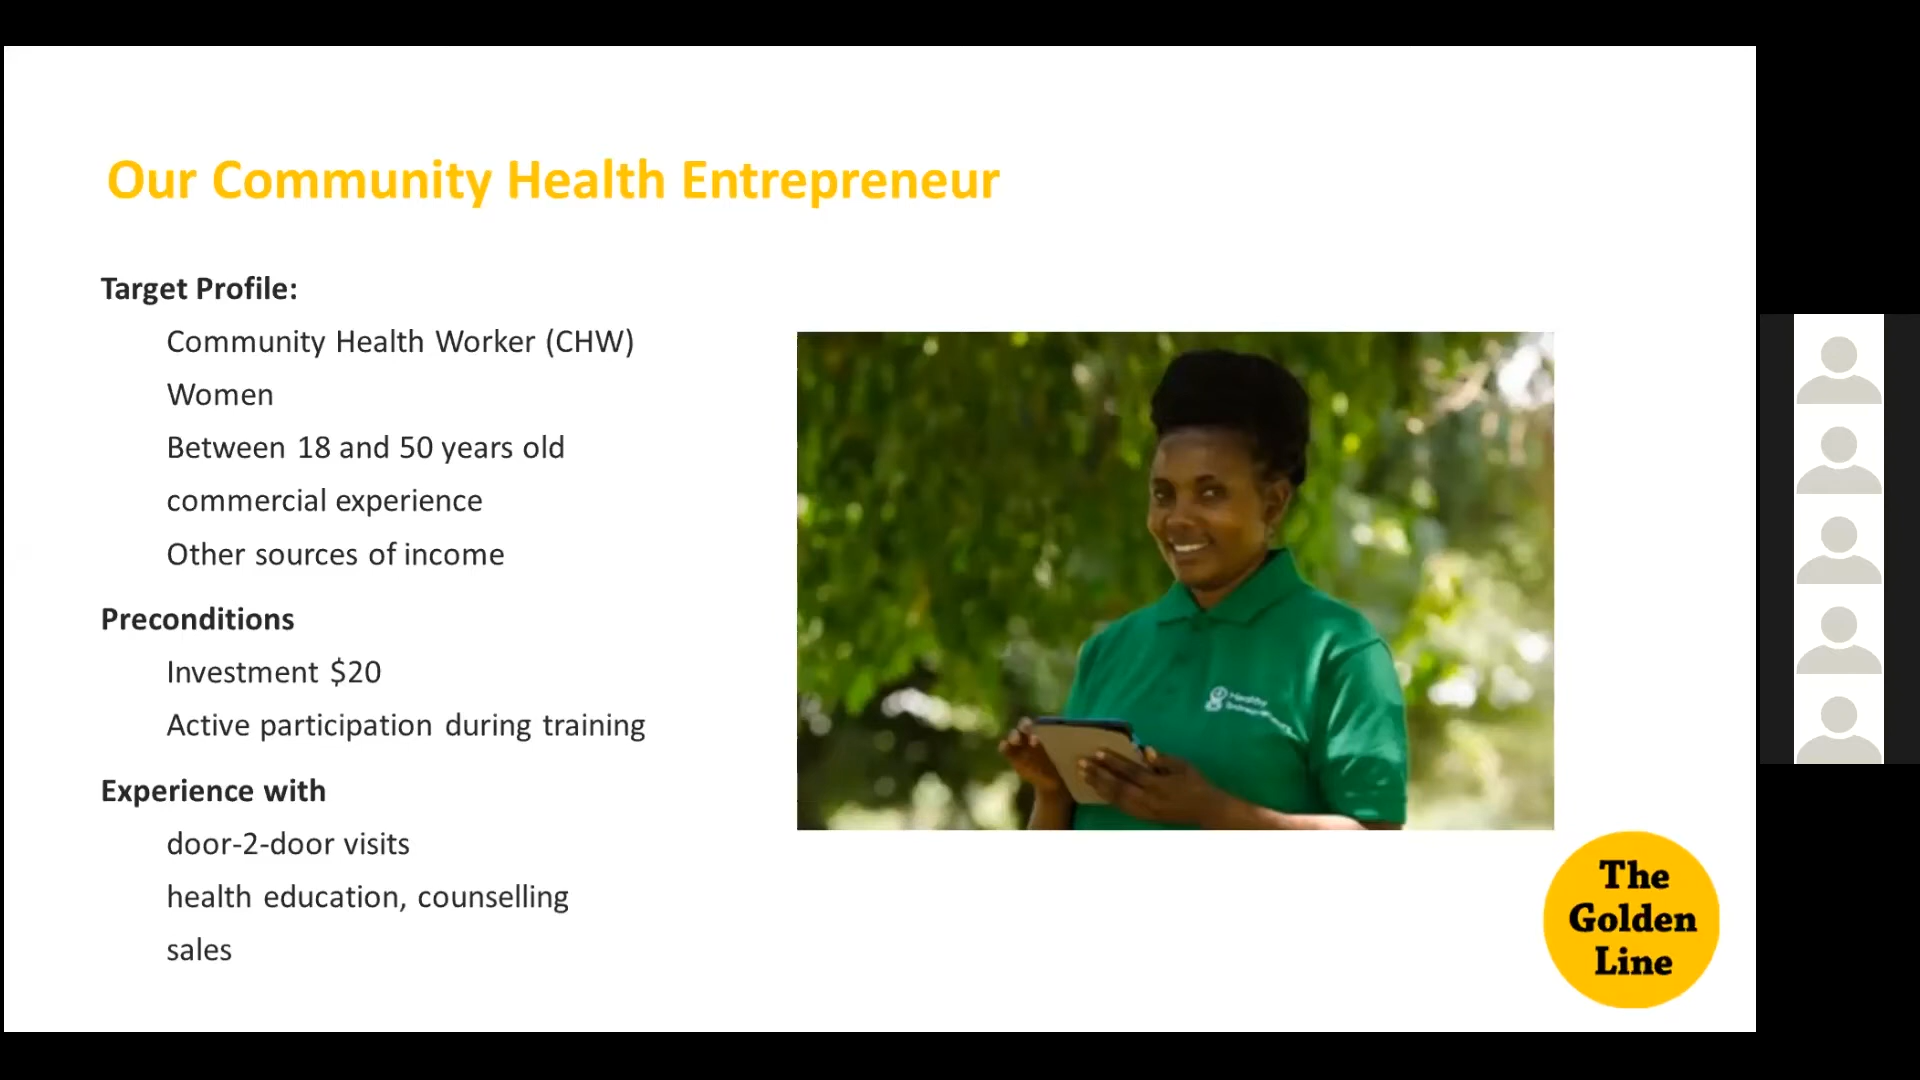 Our Community Health Entrepreneur
Target Profile:
Community Health Worker (CHW)
Women
Between 18 and 50 years old
commercial experience
Other sources of income
Preconditions
Investment $20
Active participation during training
Experience with
door-2-door visits
health education, counselling
sales
Healthy
Entrepreneurs
The
Golden
Line